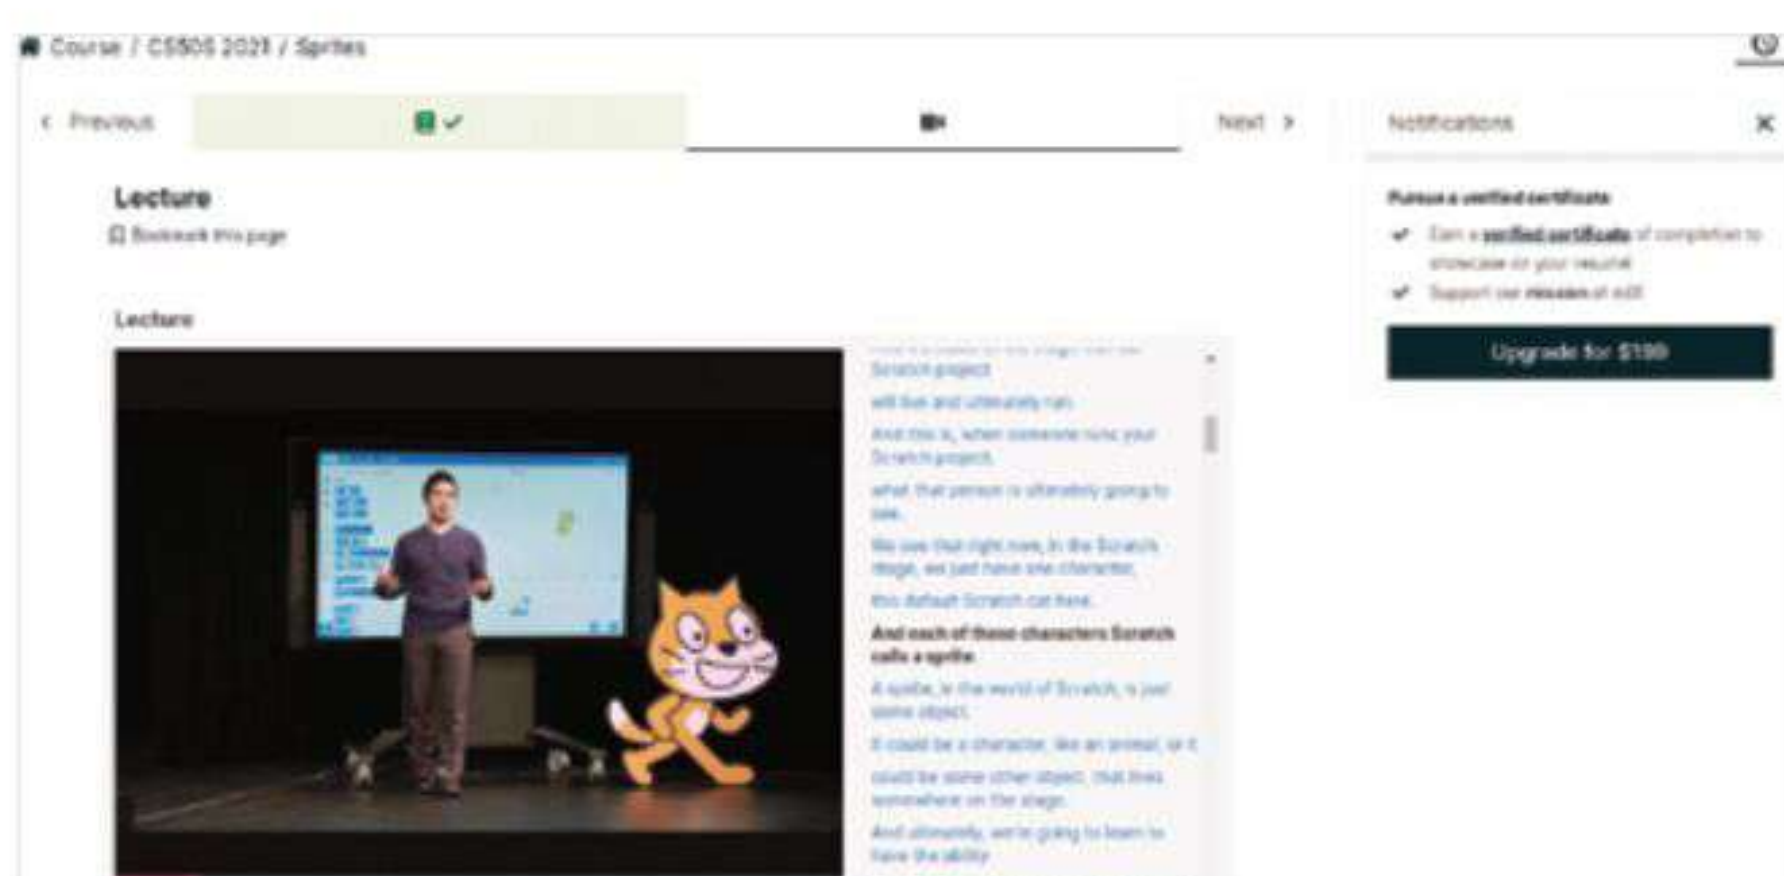 Course / CS50S 2021 / Sprites
Previous
Next
Notifications
Lecture
Bookmark this page
Pursue a verified certificate
Earn a verified certificate of completion to
showcase on your resumé
Support our mission at edX
Upgrade for $199
Lecture
Scratch project
will live and ultimately run.
And this is, when someone runs your
Scratch project,
what that person is ultimately going to
see.
We see that right now, in the Scratch
stage, we just have one character,
this default Scratch cat here.
And each of these characters Scratch
calls a sprite.
A sprite, in the world of Scratch, is just
some object.
It could be a character, like an animal, or it
could be some other object, that lives
somewhere on the stage.
And ultimately, we're going to learn to
have the ability